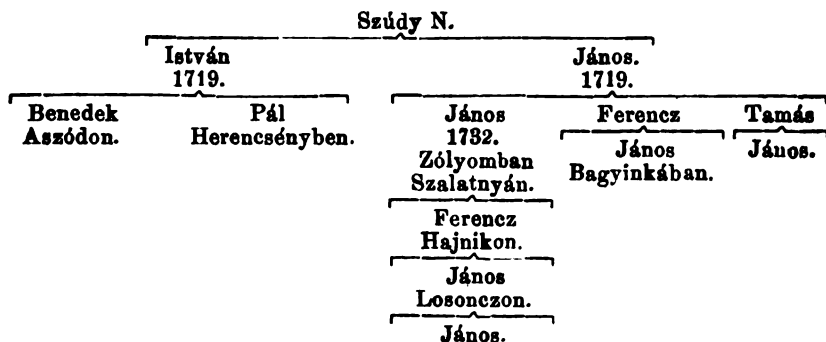 Szúdy N.
István János.
1719. 1719.
Benedek Pál János Ferencz Tamás
Aszódon. Herencsényben. 1732. János János.
Zólyomban Bagyinkában.
Szalatnyán.
Ferencz
Hajnikon.
János
Losonczon.
János.